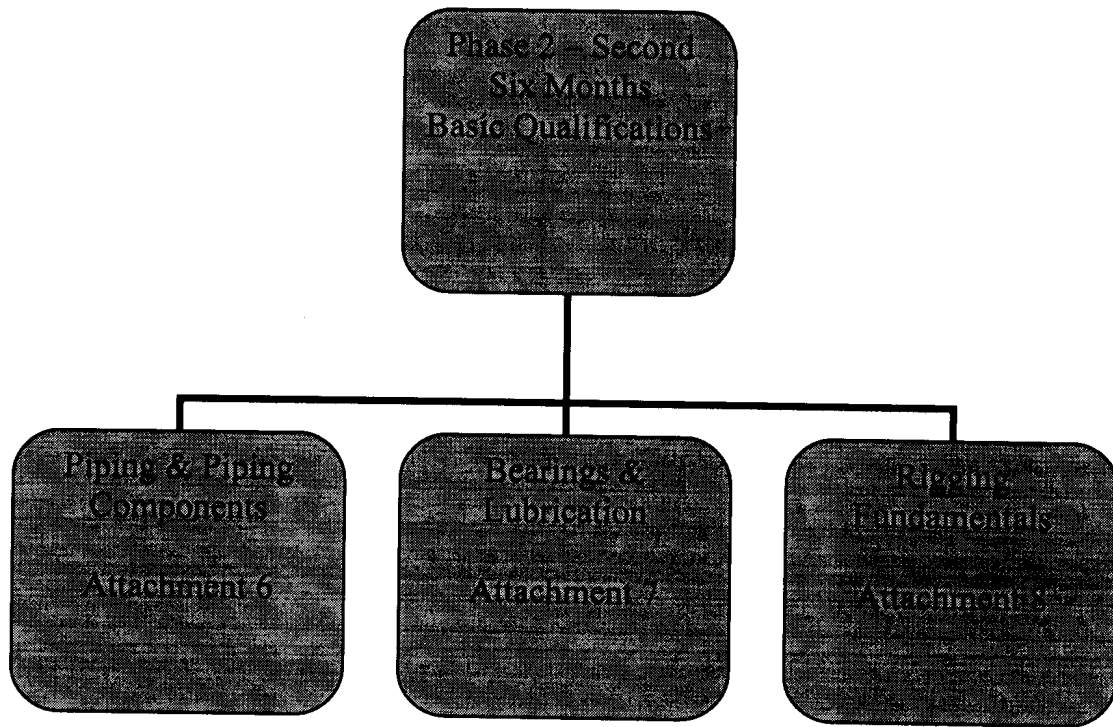 Phase 2 – Second
Six Months
Basic Qualifications
Piping & Piping
Components
Attachment 6
Bearings &
Lubrication
Attachment 7
Rigging
Fundamentals
Attachment 8